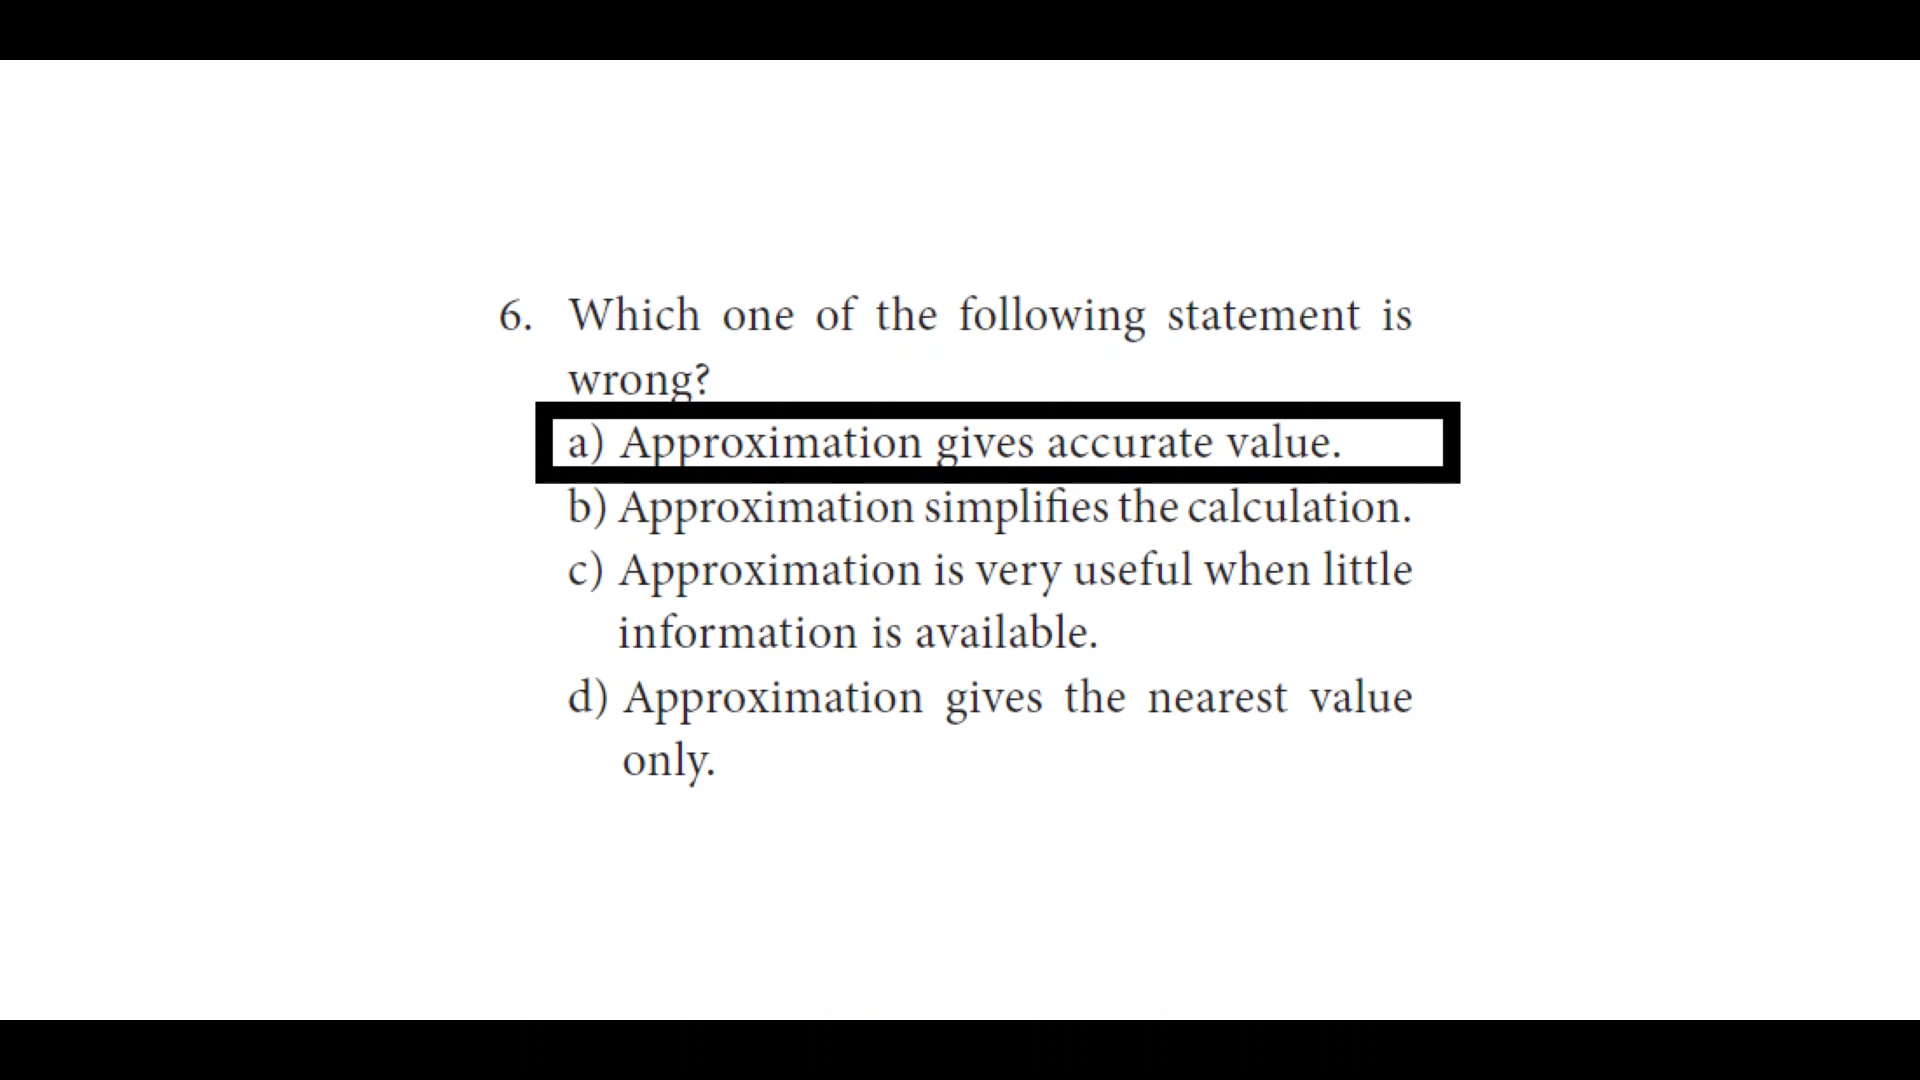 6. Which one of the following statement is
wrong?
a) Approximation gives accurate value.
b) Approximation simplifies the calculation.
c) Approximation is very useful when little
information is available.
d) Approximation gives the nearest value
only.